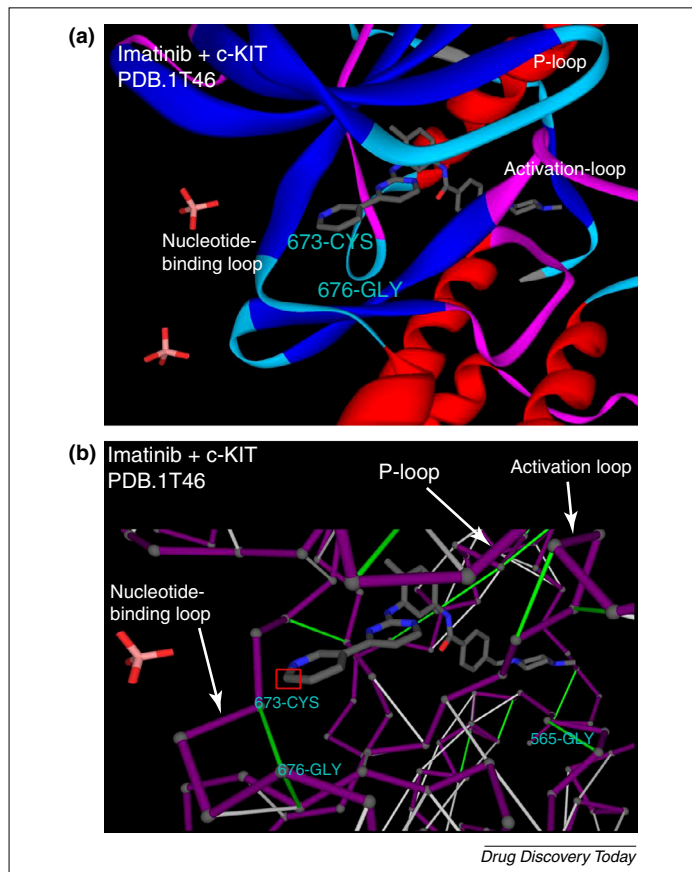 (a)
Imatinib + c-KIT
PDB.1T46
P-loop
Activation-loop
Nucleotide-
binding loop
673-CYS
676-GLY
(b)
Imatinib + c-KIT
PDB.1T46
P-loop
Activation loop
Nucleotide-
binding loop
673-CYS
565-GLY
676-GLY
Drug Discovery Today